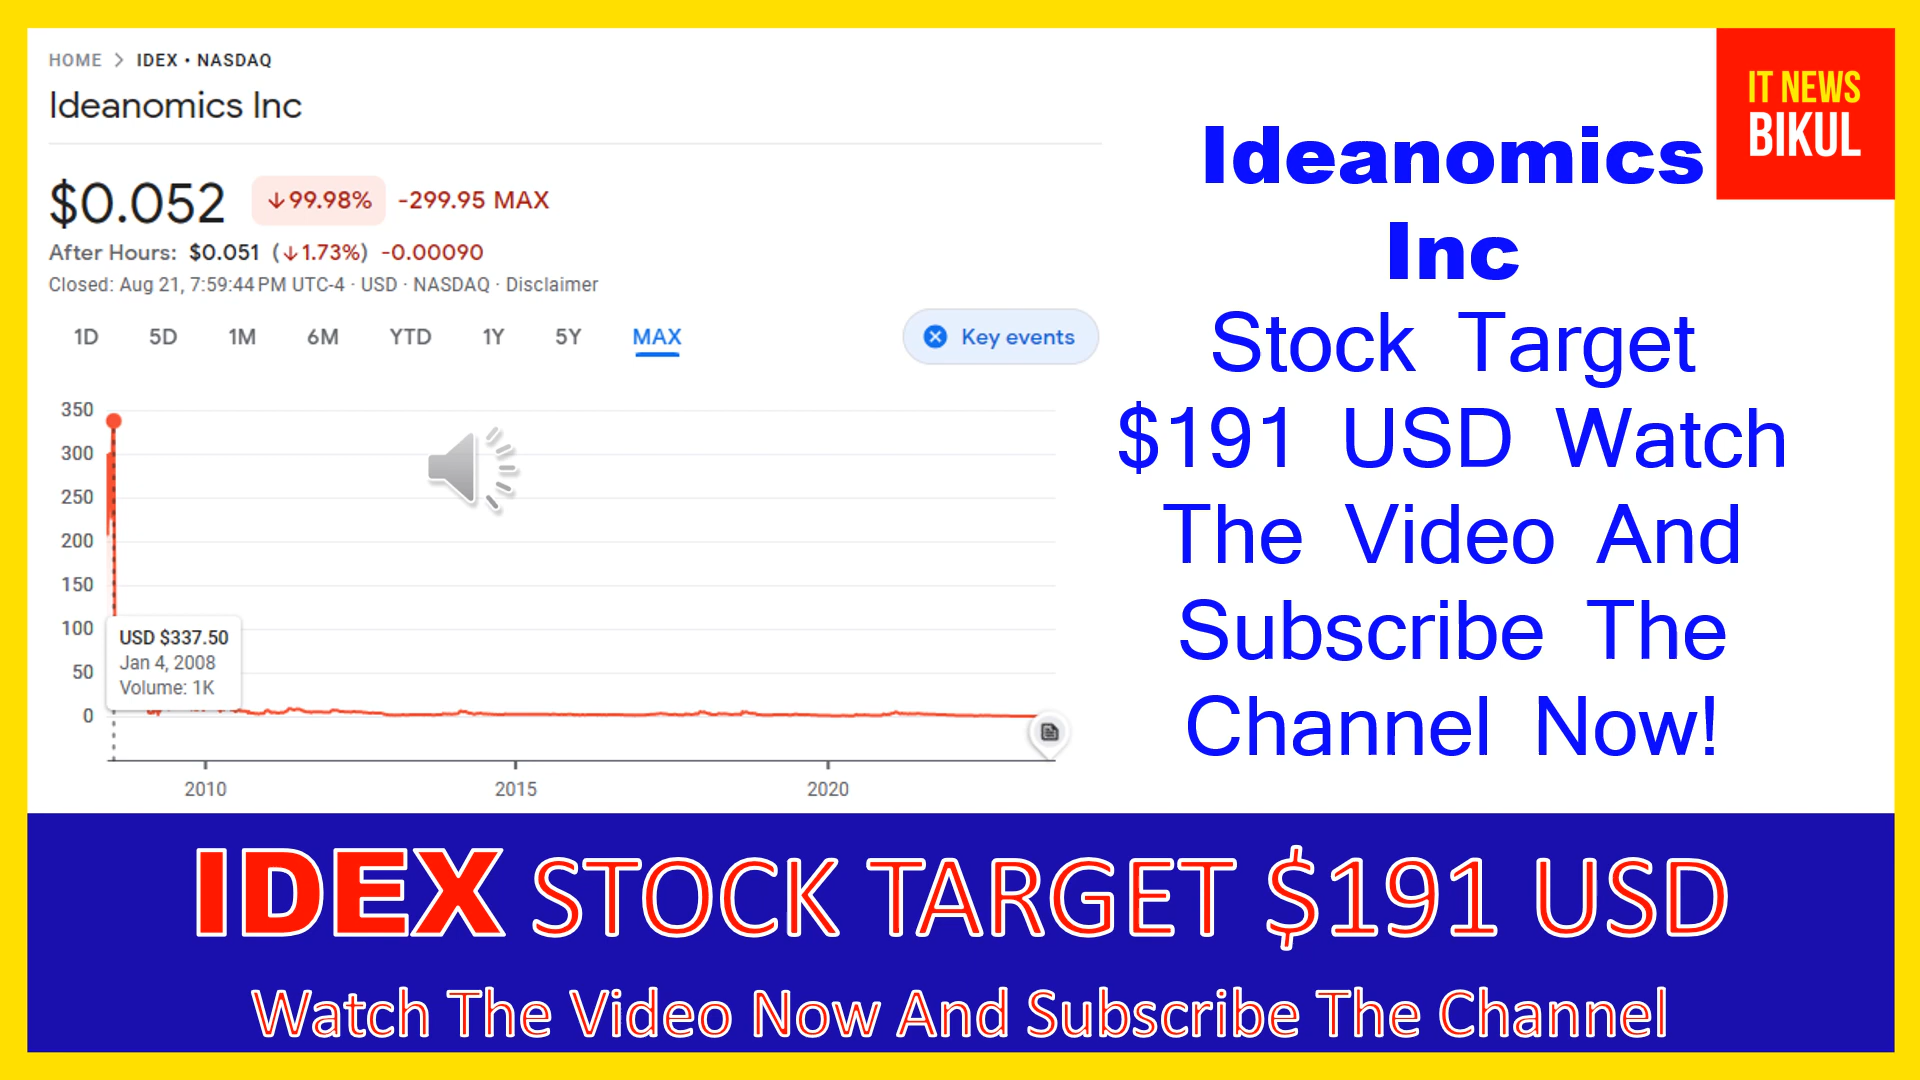 HOME > IDEX • NASDAQ
Ideanomics Inc
$0.052 ↓99.98% -299.95 MAX
After Hours: $0.051 (↓1.73%) -0.00090
Closed: Aug 21, 7:59:44 PM UTC-4 · USD · NASDAQ · Disclaimer
1D 5D 1M 6M YTD 1Y 5Y MAX
Key events
350
300
250
200
150
100
50
0
USD $337.50
Jan 4, 2008
Volume: 1K
2010 2015 2020
IT NEWS
BIKUL
Ideanomics
Inc
Stock Target
$191 USD Watch
The Video And
Subscribe The
Channel Now!
IDEX STOCK TARGET $191 USD
Watch The Video Now And Subscribe The Channel